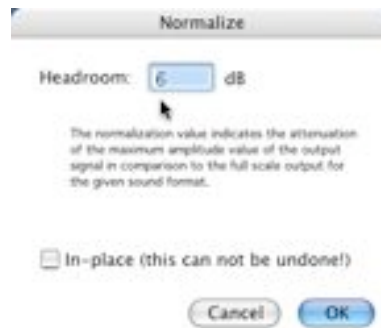 Normalize
Headroom: 6 dB
The normalization value indicates the attenuation
of the maximum amplitude value of the output
signal in comparison to the full scale output for
the given sound format.
In-place (this can not be undone!)
Cancel OK